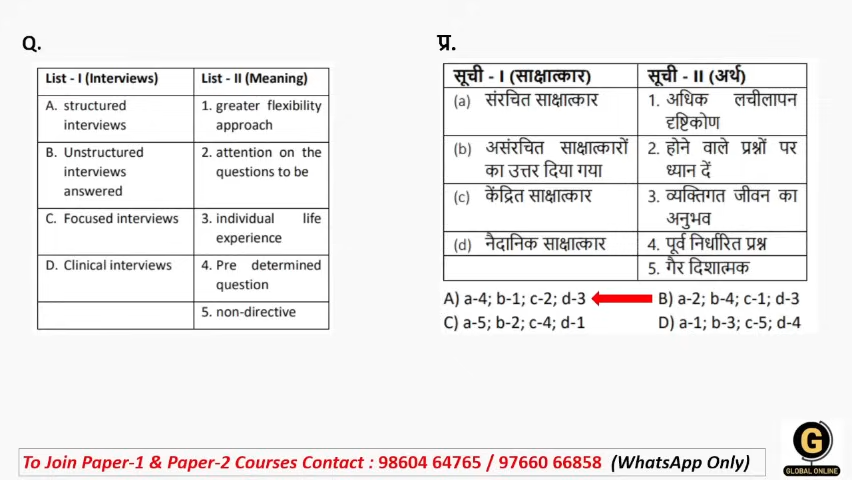 Q.
List - I (Interviews) List - II (Meaning)
A. structured interviews 1. greater flexibility approach
B. Unstructured interviews answered 2. attention on the questions to be
C. Focused interviews 3. individual life experience
D. Clinical interviews 4. Pre determined question
5. non-directive
प्र.
सूची - I (साक्षात्कार) सूची - II (अर्थ)
(a) संरचित साक्षात्कार 1. अधिक लचीलापन दृष्टिकोण
(b) असंरचित साक्षात्कारों का उत्तर दिया गया 2. होने वाले प्रश्नों पर ध्यान दें
(c) केंद्रित साक्षात्कार 3. व्यक्तिगत जीवन का अनुभव
(d) नैदानिक साक्षात्कार 4. पूर्व निर्धारित प्रश्न
5. गैर दिशात्मक
A) a-4; b-1; c-2; d-3 B) a-2; b-4; c-1; d-3
C) a-5; b-2; c-4; d-1 D) a-1; b-3; c-5; d-4
To Join Paper-1 & Paper-2 Courses Contact : 98604 64765 / 97660 66858 (WhatsApp Only)
G
GLOBAL ONLINE